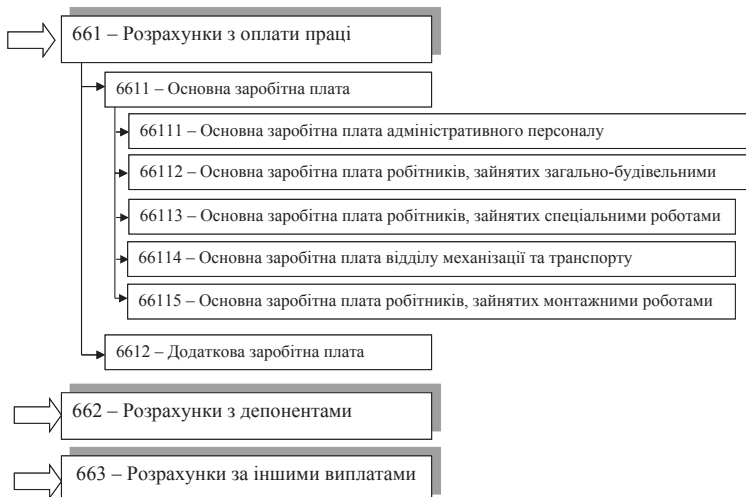 661 – Розрахунки з оплати праці
6611 – Основна заробітна плата
66111 – Основна заробітна плата адміністративного персоналу
66112 – Основна заробітна плата робітників, зайнятих загально-будівельними
66113 – Основна заробітна плата робітників, зайнятих спеціальними роботами
66114 – Основна заробітна плата відділу механізації та транспорту
66115 – Основна заробітна плата робітників, зайнятих монтажними роботами
6612 – Додаткова заробітна плата
662 – Розрахунки з депонентами
663 – Розрахунки за іншими виплатами